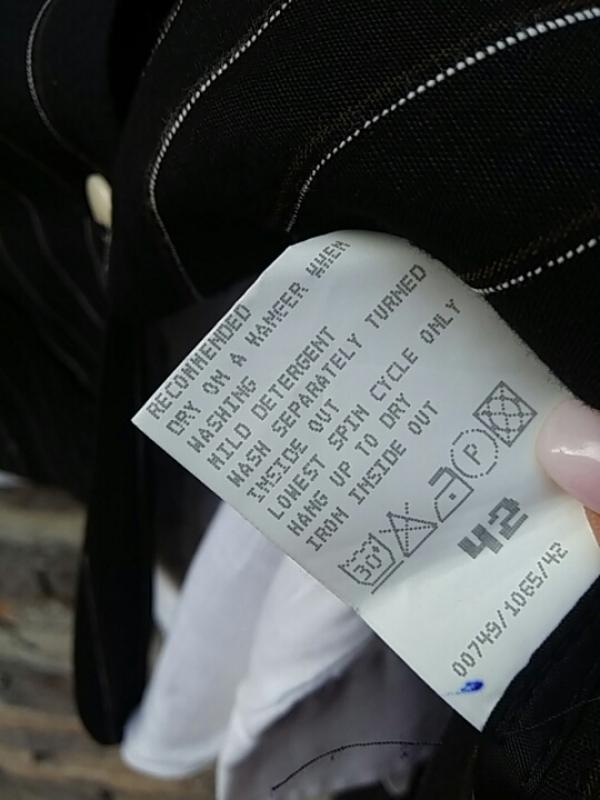 RECOMMENDED
DRY ON A HANGER WHEN
WASHING
MILD DETERGENT
WASH SEPARATELY TURNED
INSIDE OUT
LOWEST SPIN CYCLE ONLY
HANG UP TO DRY
IRON INSIDE OUT
30° P
42
00749/1065/42